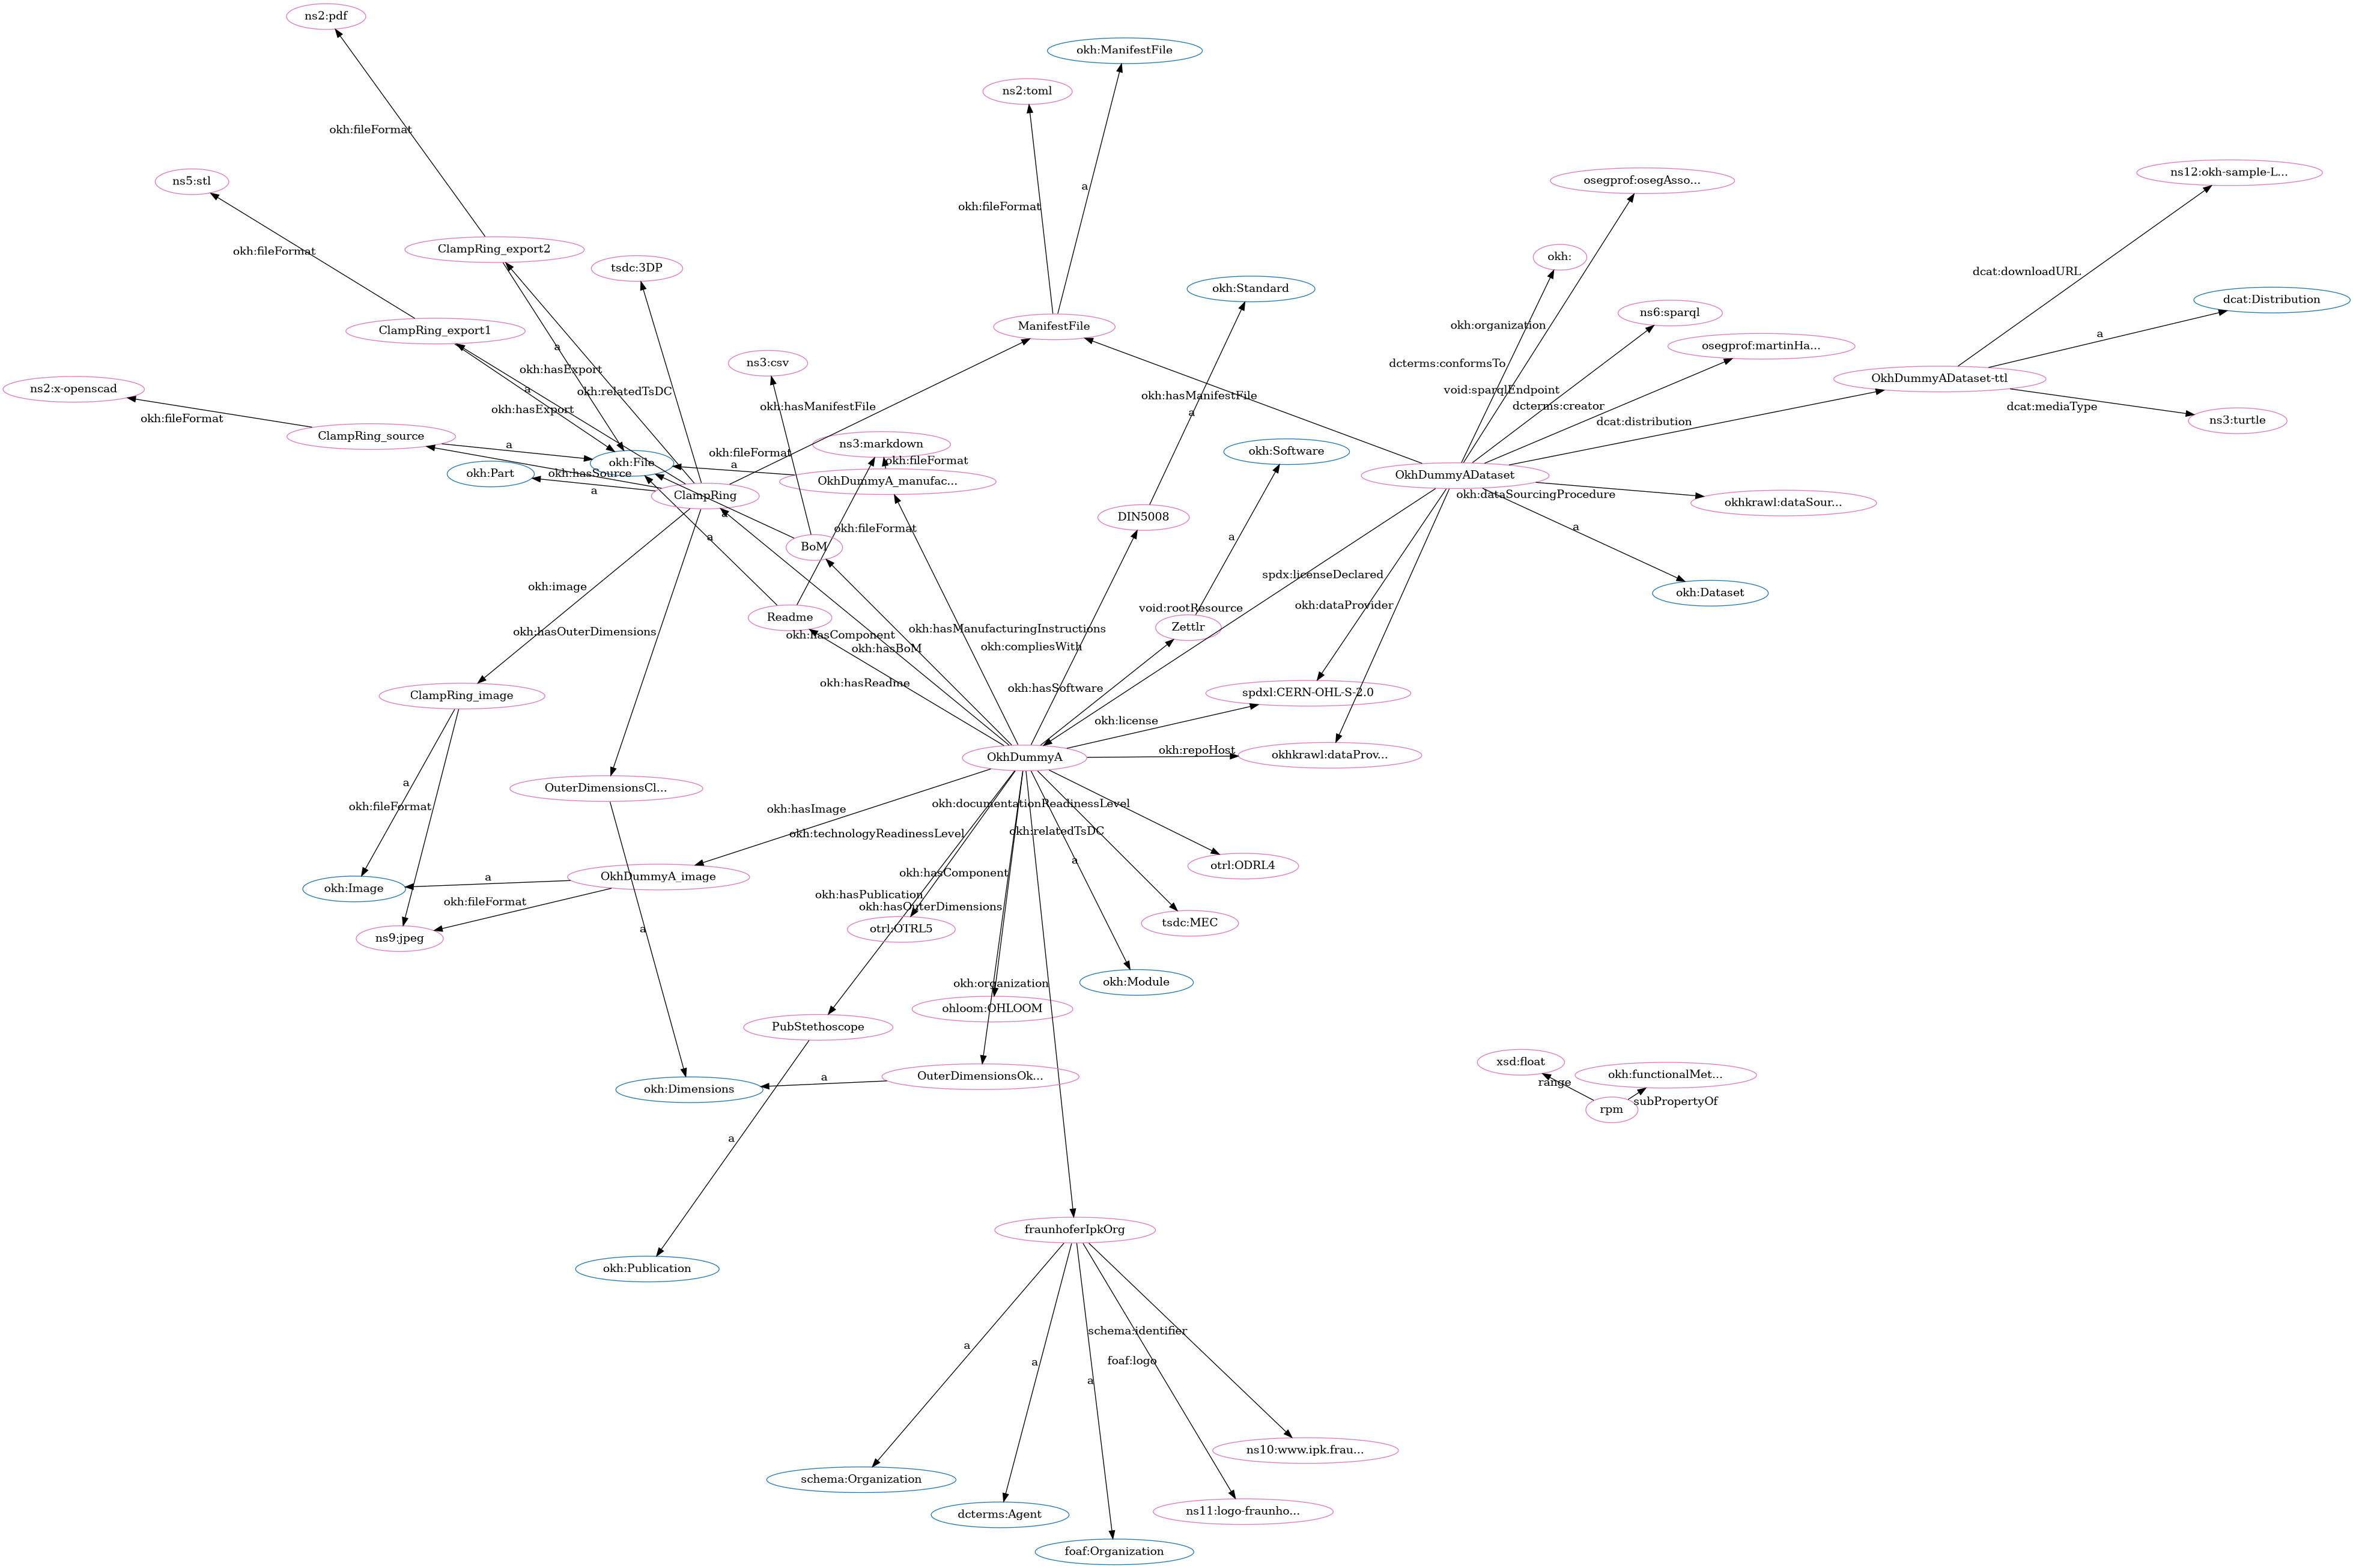 ns2:pdf
okh:ManifestFile
ns2:toml
okh:fileFormat
ns5:stl
osegprof:osegAsso...
ns12:okh-sample-L...
a
okh:fileFormat
ClampRing_export2
okh:fileFormat
tsdc:3DP
okh:
dcat:downloadURL
okh:Standard
dcat:Distribution
ClampRing_export1
ManifestFile
okh:organization
ns6:sparql
a
a
okh:hasExport
ns3:csv
dcterms:conformsTo
osegprof:martinHa...
OkhDummyADataset-ttl
ns2:x-openscad
a
okh:relatedTsDC
okh:hasManifestFile
okh:hasManifestFile
void:sparqlEndpoint
dcterms:creator
dcat:mediaType
okh:fileFormat
okh:hasExport
a
dcat:distribution
ns3:turtle
ClampRing_source
a
ns3:markdown
okh:fileFormat
okh:Software
okh:File
a
okh:fileFormat
okh:Part
okh:hasSource
OkhDummyA_manufac...
OkhDummyADataset
a
ClampRing
okh:dataSourcingProcedure
okhkrawl:dataSour...
a
DIN5008
okh:fileFormat
a
a
BoM
a
okh:image
spdx:licenseDeclared
okh:Dataset
Readme
void:rootResource
okh:dataProvider
okh:hasOuterDimensions
okh:hasComponent
okh:hasManufacturingInstructions
Zettlr
okh:hasBoM
okh:compliesWith
okh:hasReadme
okh:hasSoftware
ClampRing_image
spdxl:CERN-OHL-S-2.0
okh:license
okh:repoHost
OkhDummyA
okhkrawl:dataProv...
a
OuterDimensionsCl...
okh:fileFormat
okh:hasImage
okh:documentationReadinessLevel
okh:technologyReadinessLevel
okh:relatedTsDC
a
otrl:ODRL4
okh:Image
a
OkhDummyA_image
okh:hasComponent
okh:fileFormat
okh:hasPublication
okh:hasOuterDimensions
ns9:jpeg
a
otrl:OTRL5
tsdc:MEC
okh:organization
okh:Module
ohloom:OHLOOM
PubStethoscope
xsd:float
okh:functionalMet...
okh:Dimensions
a
OuterDimensionsOk...
range
subPropertyOf
rpm
a
fraunhoferIpkOrg
okh:Publication
schema:identifier
a
a
foaf:logo
a
ns10:www.ipk.frau...
schema:Organization
dcterms:Agent
ns11:logo-fraunho...
foaf:Organization